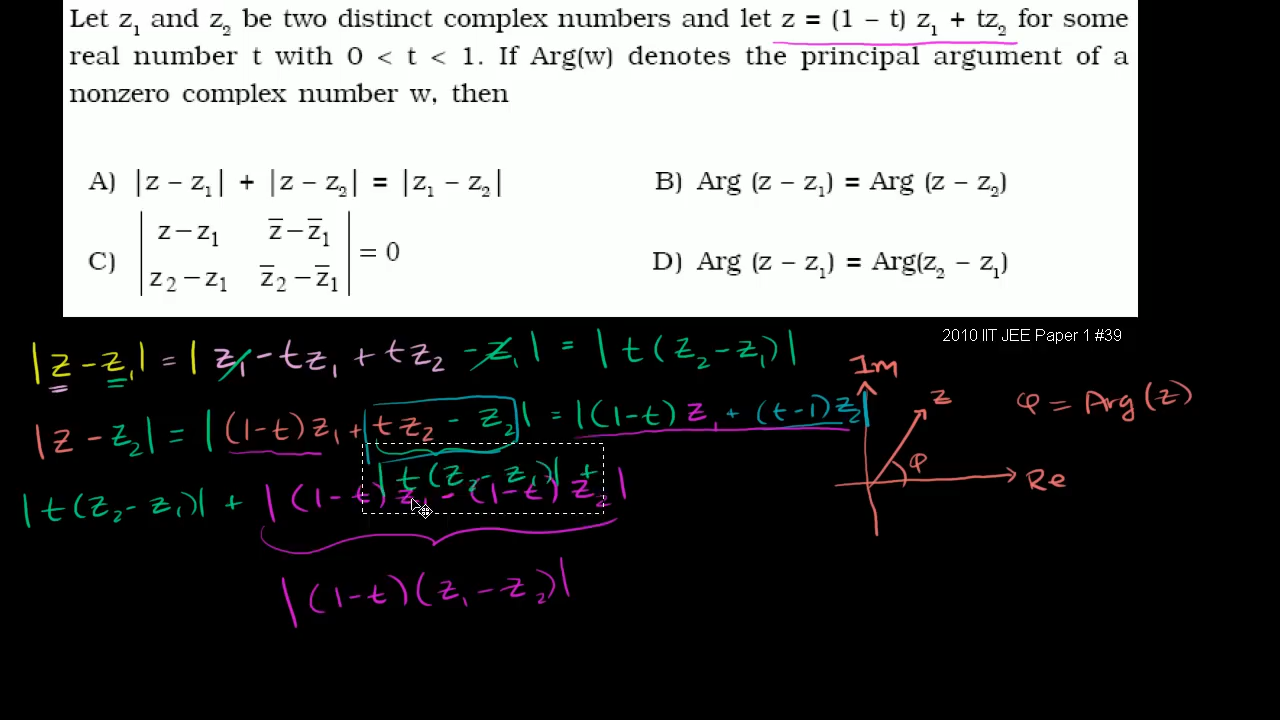 Let z₁ and z₂ be two distinct complex numbers and let z = (1 – t) z₁ + tz₂ for some
real number t with 0 < t < 1. If Arg(w) denotes the principal argument of a
nonzero complex number w, then
A) |z – z₁| + |z – z₂| = |z₁ – z₂|
B) Arg (z – z₁) = Arg (z – z₂)
C) | z – z₁  z̅ – z̅₁ |
| z₂ – z₁  z̅₂ – z̅₁ | = 0
D) Arg (z – z₁) = Arg(z₂ – z₁)
2010 IIT JEE Paper 1 #39
|z – z₁| = |z₁ – tz₁ + tz₂ – z₁| = |t(z₂ – z₁)|
|z – z₂| = |(1–t)z₁ + tz₂ – z₂| = |(1–t)z₁ + (t–1)z₂|
|t(z₂ – z₁)| +
|t(z₂ – z₁)| + |(1–t)z₁ – (1–t)z₂|
|(1–t)(z₁ – z₂)|
Im
z
φ
Re
φ = Arg(z)